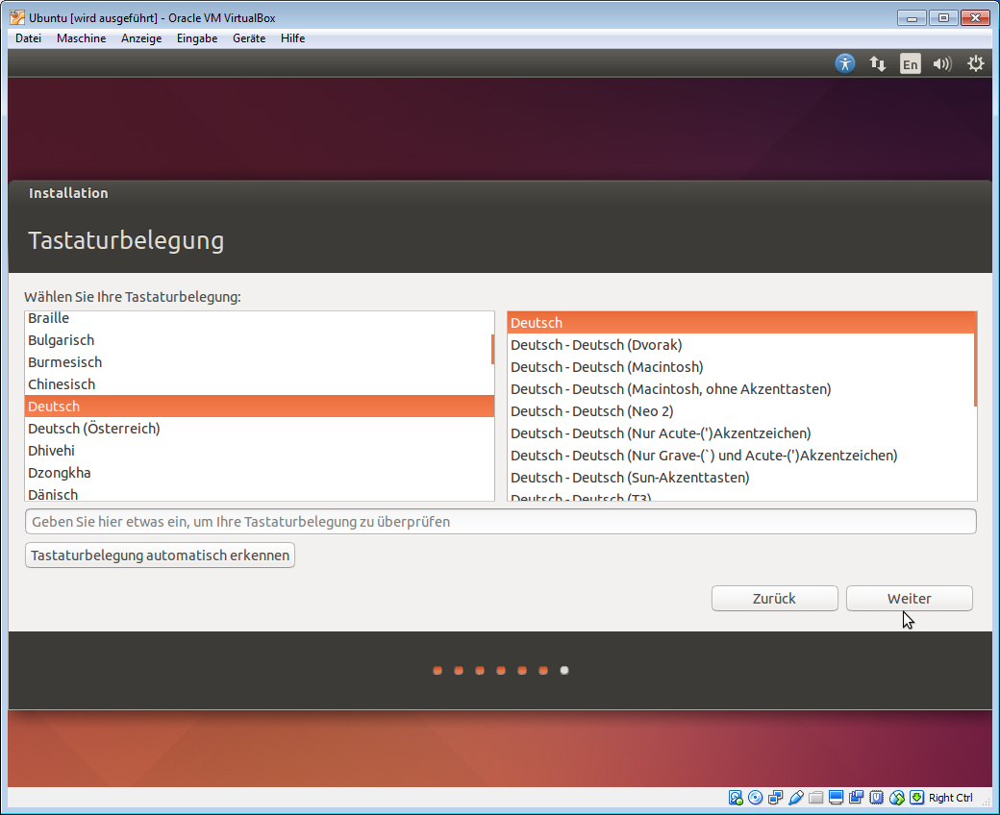 Ubuntu [wird ausgeführt] - Oracle VM VirtualBox
Datei Maschine Anzeige Eingabe Geräte Hilfe
En
Installation
Tastaturbelegung
Wählen Sie Ihre Tastaturbelegung:
Braille
Bulgarisch
Burmesisch
Chinesisch
Deutsch
Deutsch (Österreich)
Dhivehi
Dzongkha
Dänisch
Deutsch
Deutsch - Deutsch (Dvorak)
Deutsch - Deutsch (Macintosh)
Deutsch - Deutsch (Macintosh, ohne Akzenttasten)
Deutsch - Deutsch (Neo 2)
Deutsch - Deutsch (Nur Acute-(')Akzentzeichen)
Deutsch - Deutsch (Nur Grave-(`) und Acute-(')Akzentzeichen)
Deutsch - Deutsch (Sun-Akzenttasten)
Deutsch - Deutsch (T3)
Geben Sie hier etwas ein, um Ihre Tastaturbelegung zu überprüfen
Tastaturbelegung automatisch erkennen
Zurück Weiter
Right Ctrl